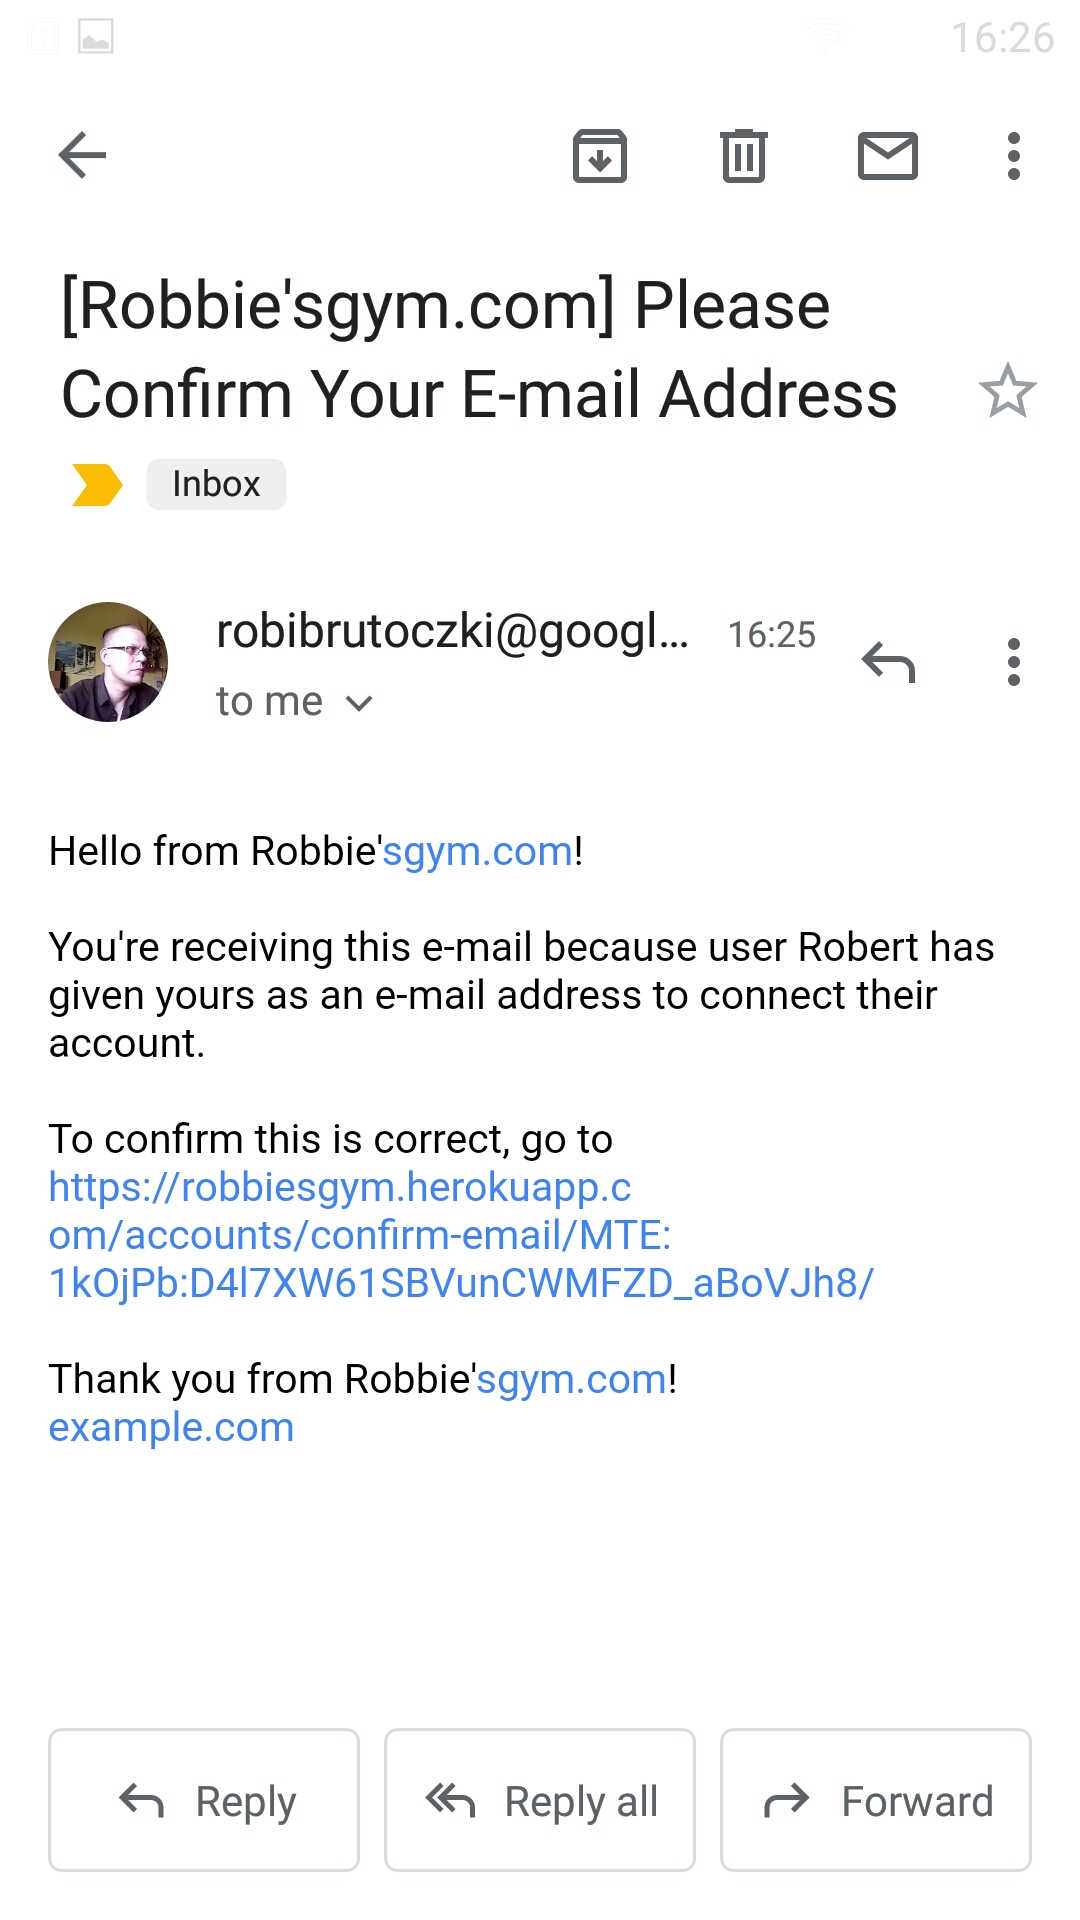 16:26
[Robbie'sgym.com] Please
Confirm Your E-mail Address
Inbox
robibrutoczki@googl... 16:25
to me
Hello from Robbie'sgym.com!
You're receiving this e-mail because user Robert has
given yours as an e-mail address to connect their
account.
To confirm this is correct, go to
https://robbiesgym.herokuapp.c
om/accounts/confirm-email/MTE:
1kOjPb:D4l7XW61SBVunCWMFZD_aBoVJh8/
Thank you from Robbie'sgym.com!
example.com
Reply Reply all Forward